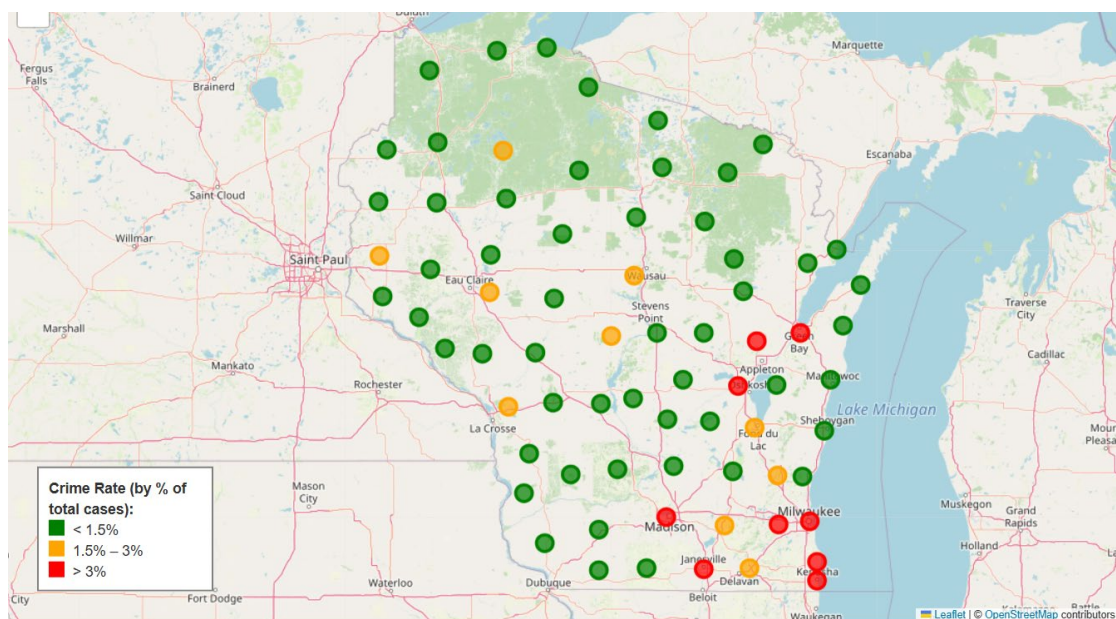 Duluth
Marquette
Fergus
Falls
Brainerd
Escanaba
Saint Cloud
Willmar
Saint Paul
Eau Claire
Wausau
Stevens
Point
Traverse
City
Marshall
Green
Bay
Cadillac
Appleton
Mankato
Rochester
Oshkosh
Manitowoc
La Crosse
Lake Michigan
Sheboygan
Fond du
Lac
Mason
City
Muskegon
Grand
Rapids
Madison
Milwaukee
Holland
Janesville
Kenosha
Waterloo
Dubuque
Delavan
Beloit
Fort Dodge
Waukegan
City
Crime Rate (by % of
total cases):
< 1.5%
1.5% – 3%
> 3%
Leaflet | © OpenStreetMap contributors